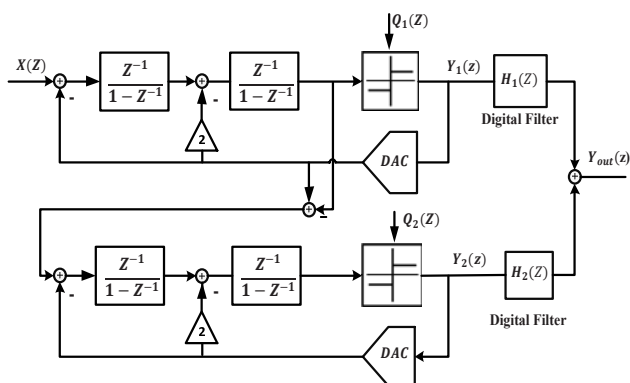 Q₁(Z)
X(Z)
+
-
Z⁻¹
1 − Z⁻¹
+
-
Z⁻¹
1 − Z⁻¹
Y₁(z)
H₁(Z)
Digital Filter
2
DAC
+
-
Yout(z)
+
Q₂(Z)
+
-
Z⁻¹
1 − Z⁻¹
+
-
Z⁻¹
1 − Z⁻¹
Y₂(z)
H₂(Z)
Digital Filter
2
DAC